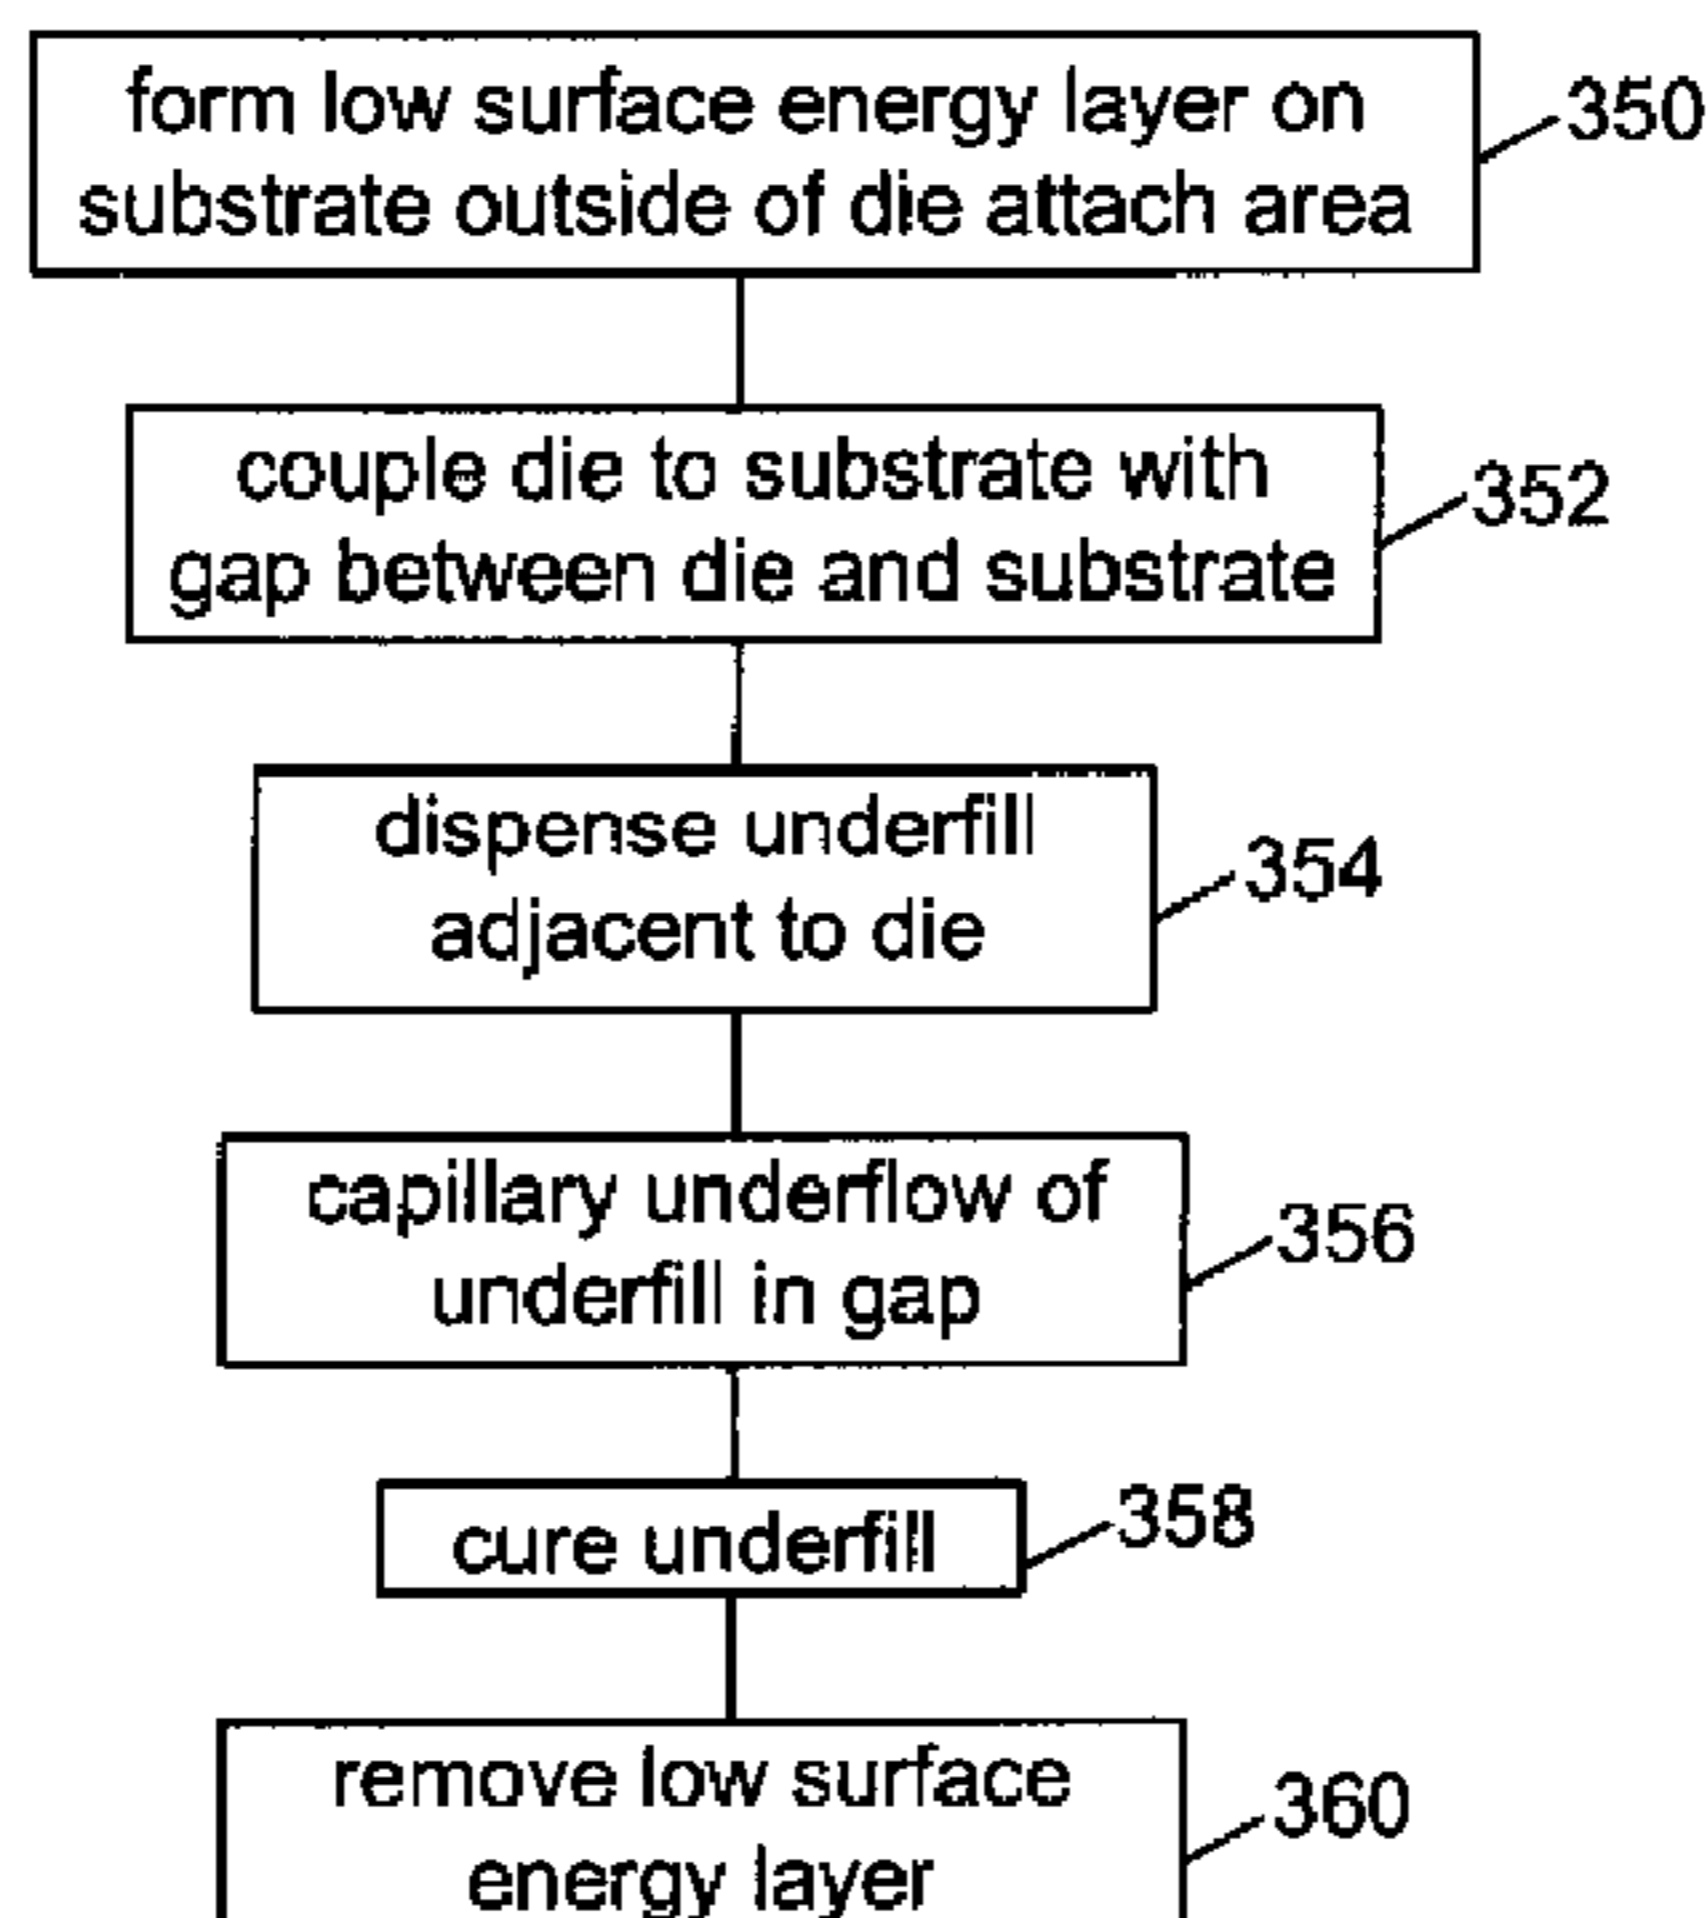 form low surface energy layer on
substrate outside of die attach area
350
couple die to substrate with
gap between die and substrate
352
dispense underfill
adjacent to die
354
capillary underflow of
underfill in gap
356
cure underfill
358
remove low surface
energy layer
360